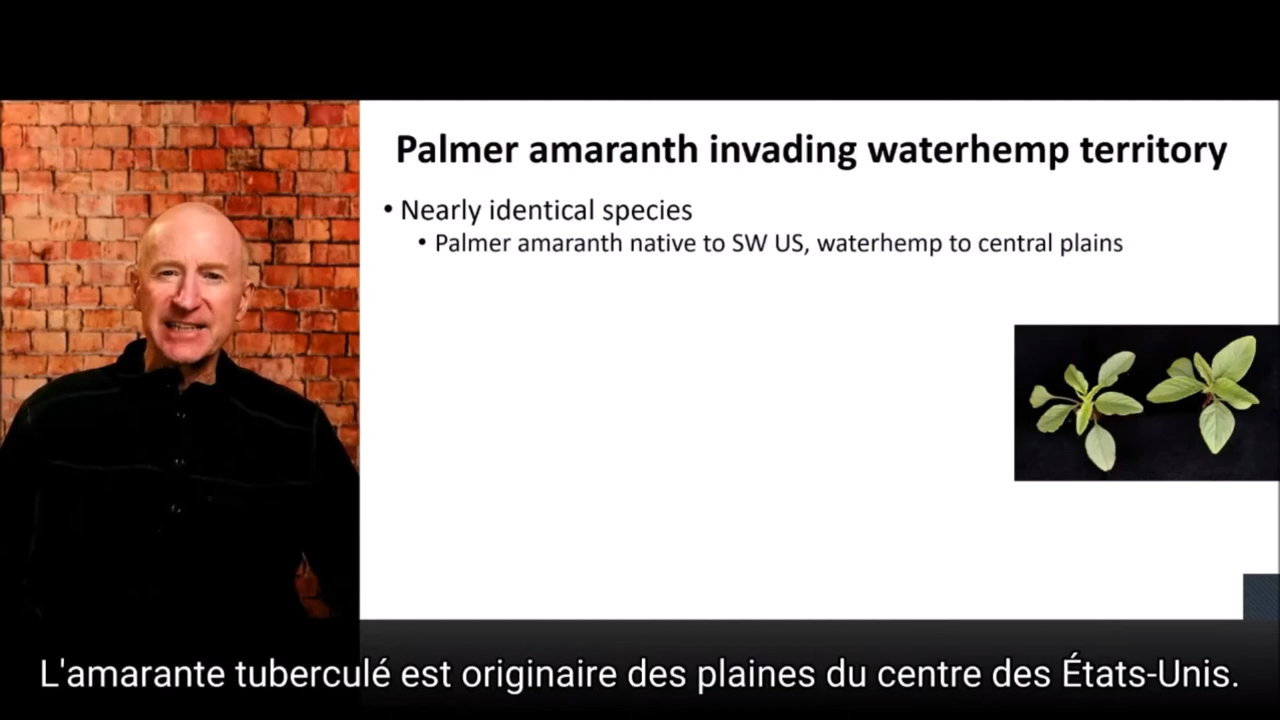 Palmer amaranth invading waterhemp territory
• Nearly identical species
• Palmer amaranth native to SW US, waterhemp to central plains
L'amarante tuberculé est originaire des plaines du centre des États-Unis.